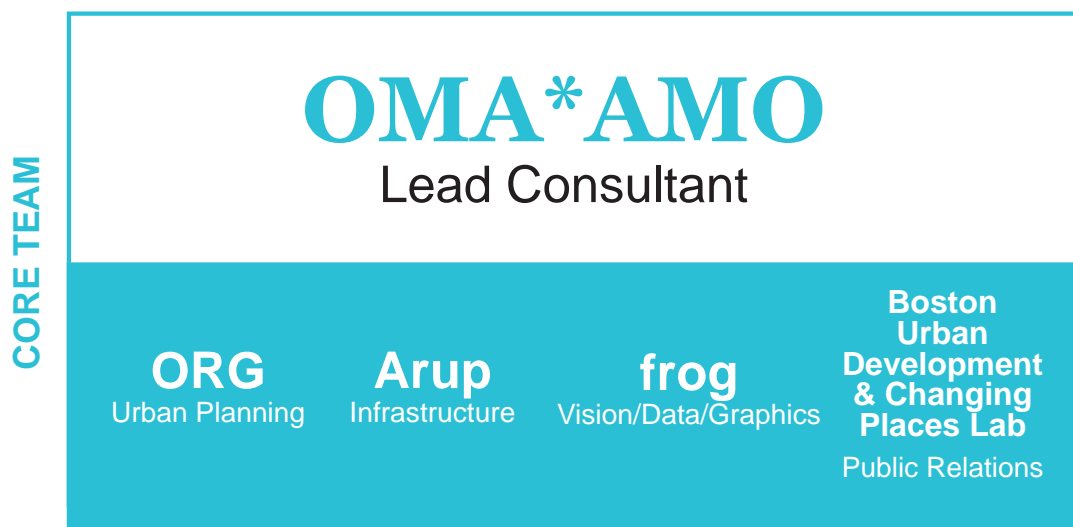 CORE TEAM
OMA*AMO
Lead Consultant
ORG
Urban Planning
Arup
Infrastructure
frog
Vision/Data/Graphics
Boston
Urban
Development
& Changing
Places Lab
Public Relations